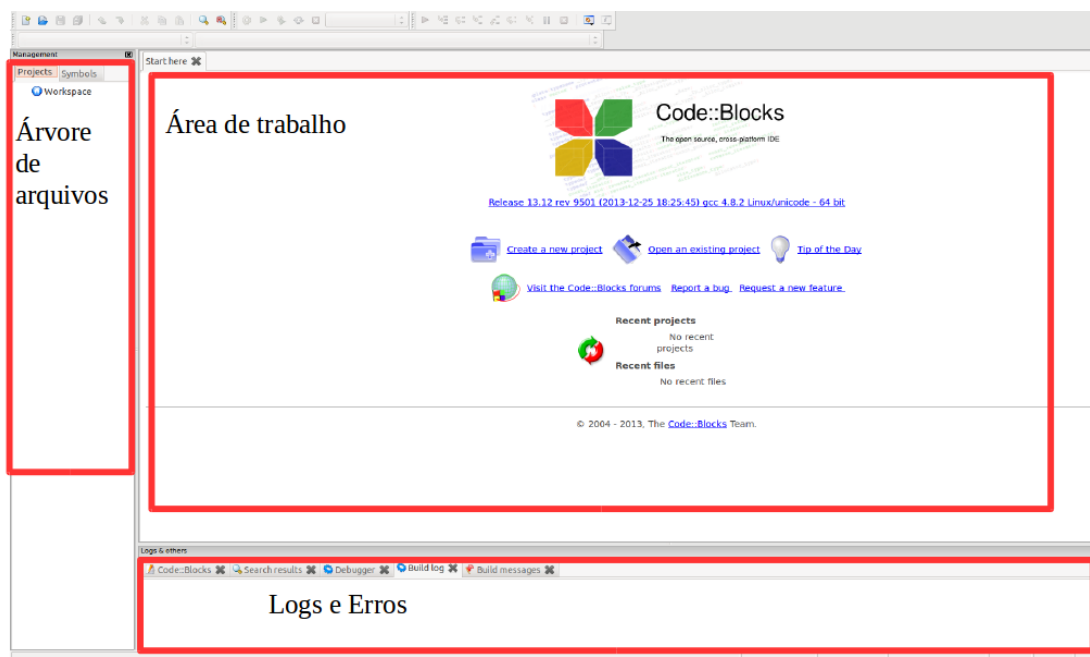 Management
Start here
Projects Symbols
Workspace
Árvore
de
arquivos
Área de trabalho
Code::Blocks
The open source, cross-platform IDE
Release 13.12 rev 9501 (2013-12-25 18:25:45) gcc 4.8.2 Linux/unicode - 64 bit
Create a new project Open an existing project Tip of the Day
Visit the Code::Blocks forums Report a bug Request a new feature
Recent projects
No recent
projects
Recent files
No recent files
© 2004 - 2013, The Code::Blocks Team.
Logs & others
Code::Blocks Search results Debugger Build log Build messages
Logs e Erros